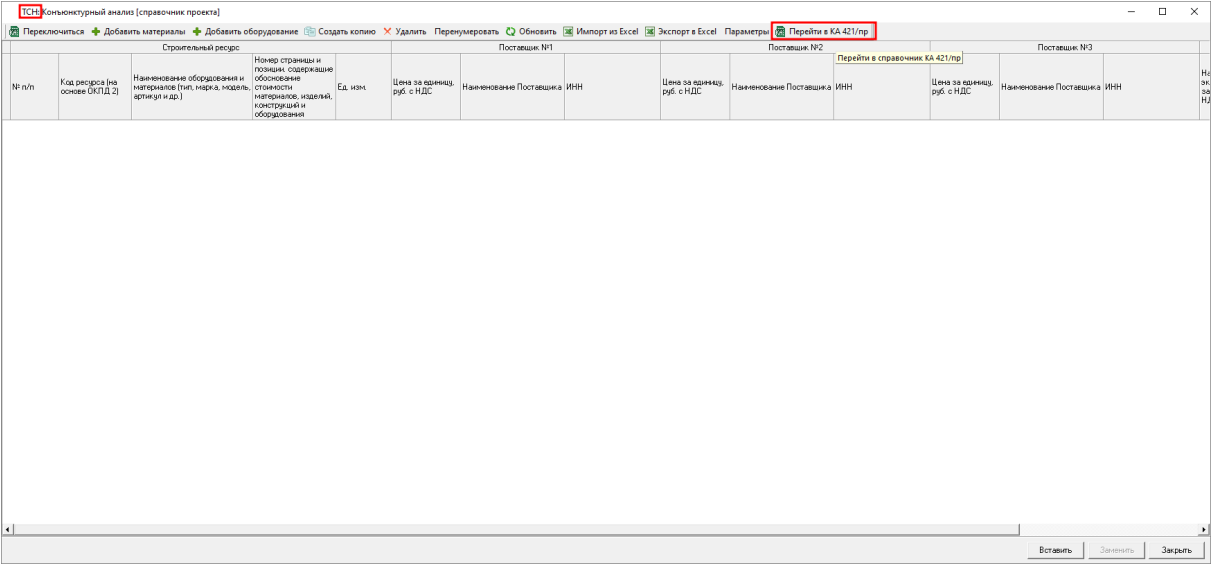 ТСН: Конъюнктурный анализ [справочник проекта]
Переключиться Добавить материалы Добавить оборудование Создать копию Удалить Перенумеровать Обновить Импорт из Excel Экспорт в Excel Параметры Перейти в КА 421/пр
Строительный ресурс Поставщик №1 Поставщик №2 Поставщик №3
Перейти в справочник КА 421/пр
№ п/п
Код ресурса (на
основе ОКПД 2)
Наименование оборудования и
материалов (тип, марка, модель,
артикул и др.)
Номер страницы и
позиции, содержащие
обоснование
стоимости
материалов, изделий,
конструкций и
оборудования
Ед. изм.
Цена за единицу,
руб. с НДС
Наименование Поставщика
ИНН
Цена за единицу,
руб. с НДС
Наименование Поставщика
ИНН
Цена за единицу,
руб. с НДС
Наименование Поставщика
ИНН
На
эк
за
НД
Вставить Заменить Закрыть